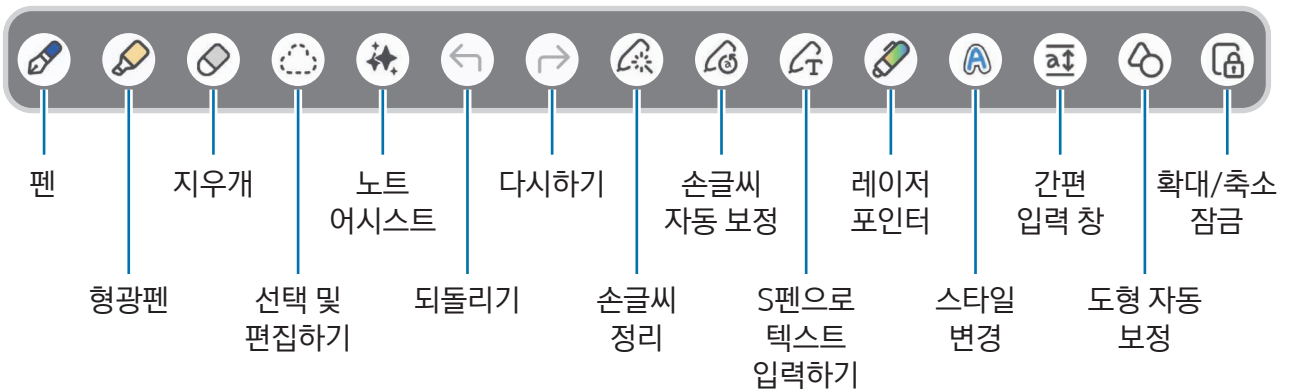 펜
지우개
노트
어시스트
다시하기
손글씨
자동 보정
레이저
포인터
간편
입력 창
확대/축소
잠금
형광펜
선택 및
편집하기
되돌리기
손글씨
정리
S펜으로
텍스트
입력하기
스타일
변경
도형 자동
보정